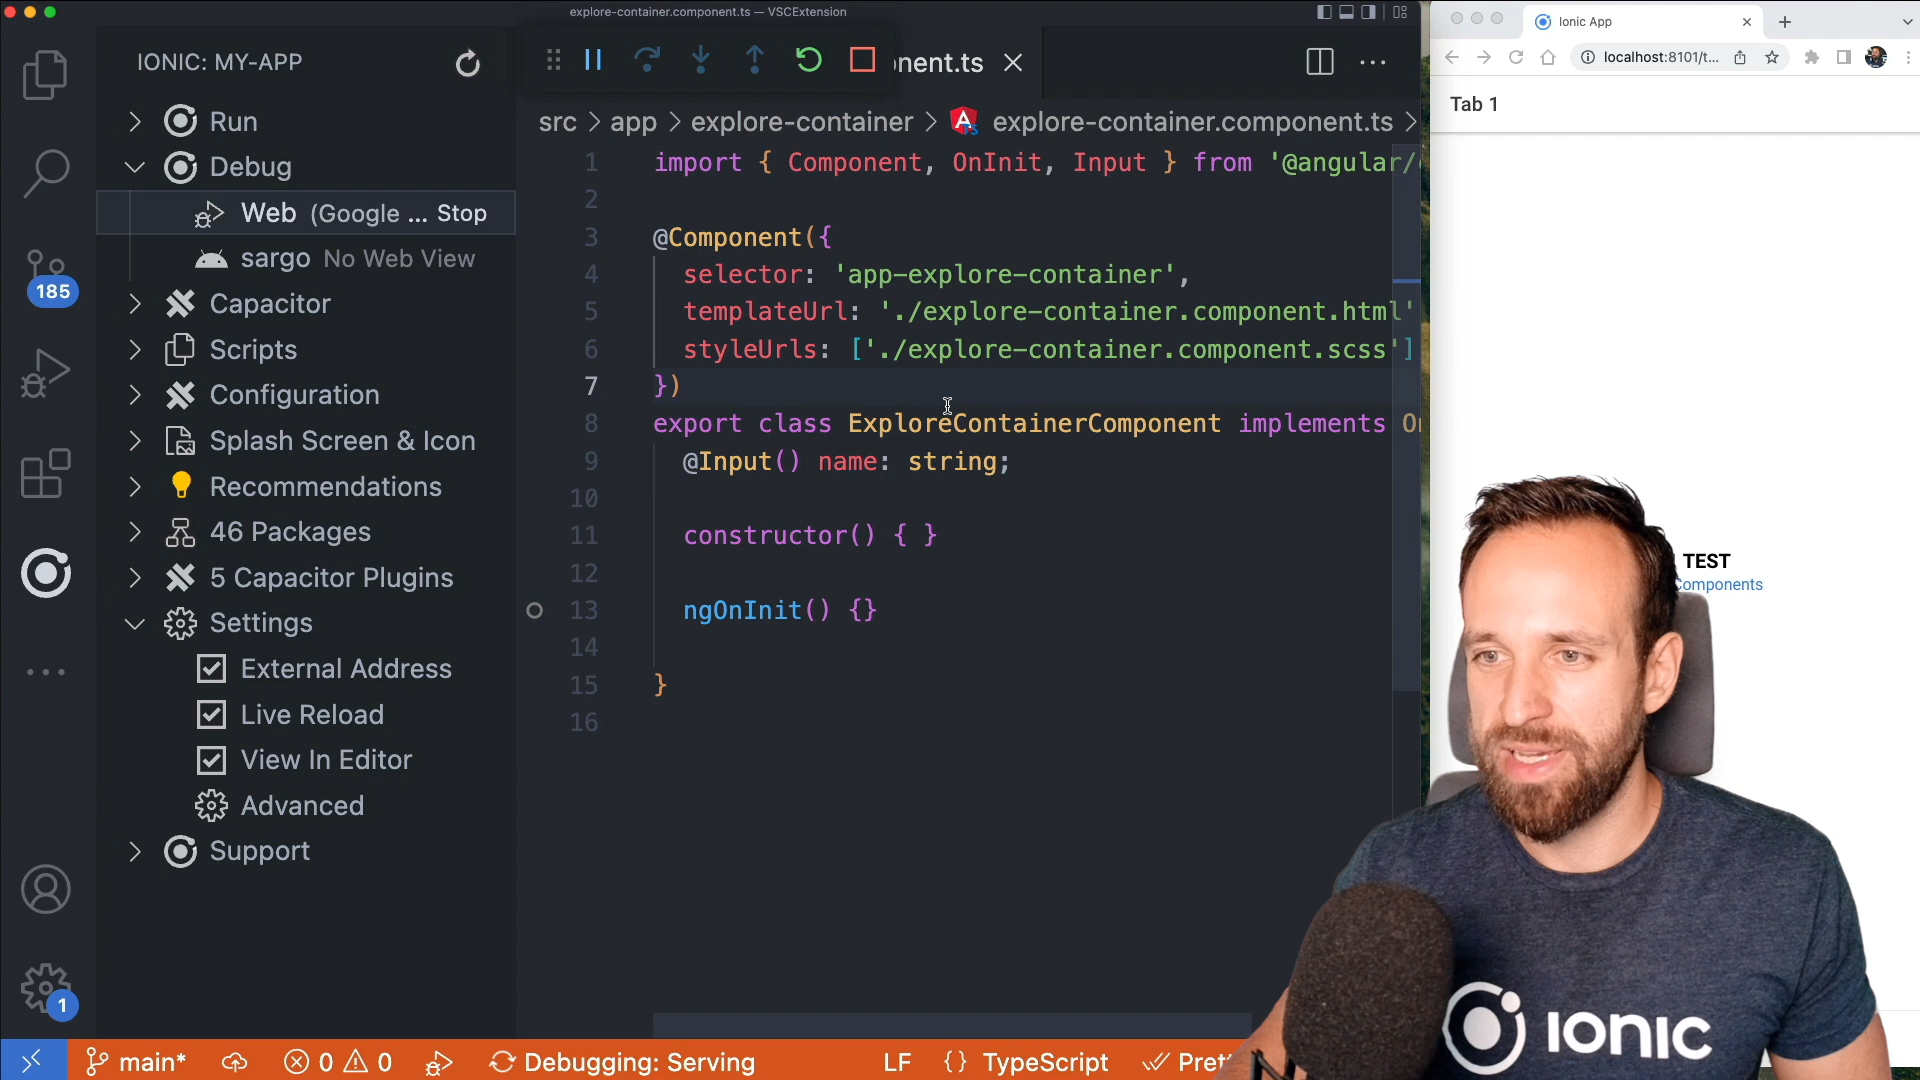 explore-container.component.ts — VSCExtension
IONIC: MY-APP
Run
Debug
Web (Google ... Stop
sargo No Web View
Capacitor
Scripts
Configuration
Splash Screen & Icon
Recommendations
46 Packages
5 Capacitor Plugins
Settings
External Address
Live Reload
View In Editor
Advanced
Support
185
1
nent.ts
src > app > explore-container > explore-container.component.ts >
1 import { Component, OnInit, Input } from '@angular/
2
3 @Component({
4 selector: 'app-explore-container',
5 templateUrl: './explore-container.component.html'
6 styleUrls: ['./explore-container.component.scss']
7 })
8 export class ExploreContainerComponent implements O
9 @Input() name: string;
10
11 constructor() { }
12
13 ngOnInit() {}
14
15 }
16
main* 0 0 Debugging: Serving LF {} TypeScript Prett
Ionic App
localhost:8101/t...
Tab 1
TEST
Components
IONIC